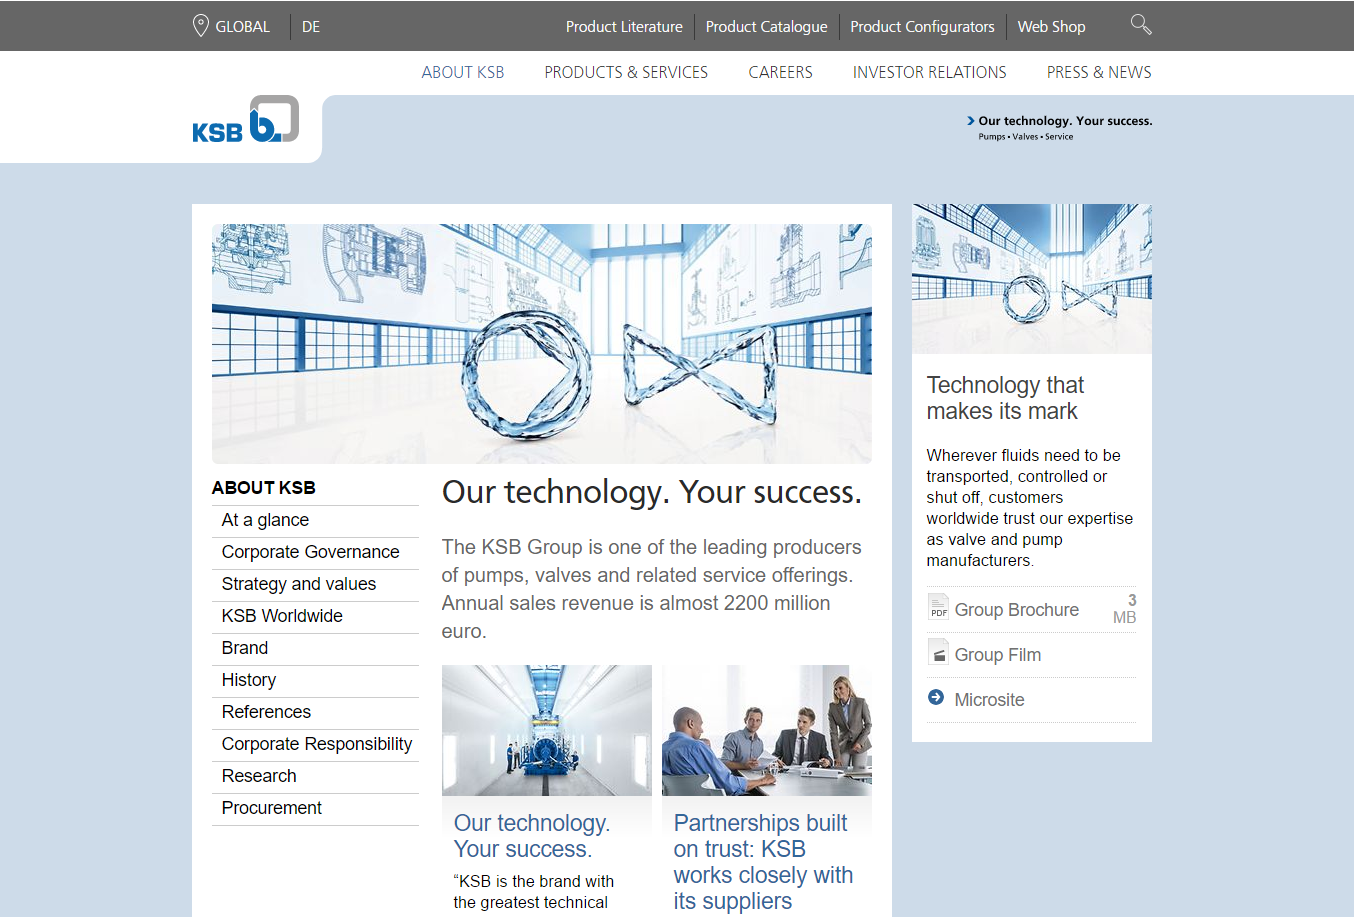 GLOBAL
DE
Product Literature
Product Catalogue
Product Configurators
Web Shop
ABOUT KSB
PRODUCTS & SERVICES
CAREERS
INVESTOR RELATIONS
PRESS & NEWS
KSB b
Our technology. Your success.
Pumps • Valves • Service
ABOUT KSB
At a glance
Corporate Governance
Strategy and values
KSB Worldwide
Brand
History
References
Corporate Responsibility
Research
Procurement
Our technology. Your success.
The KSB Group is one of the leading producers
of pumps, valves and related service offerings.
Annual sales revenue is almost 2200 million
euro.
Our technology.
Your success.
“KSB is the brand with
the greatest technical
Partnerships built
on trust: KSB
works closely with
its suppliers
Technology that
makes its mark
Wherever fluids need to be
transported, controlled or
shut off, customers
worldwide trust our expertise
as valve and pump
manufacturers.
PDF
Group Brochure
3
MB
Group Film
Microsite